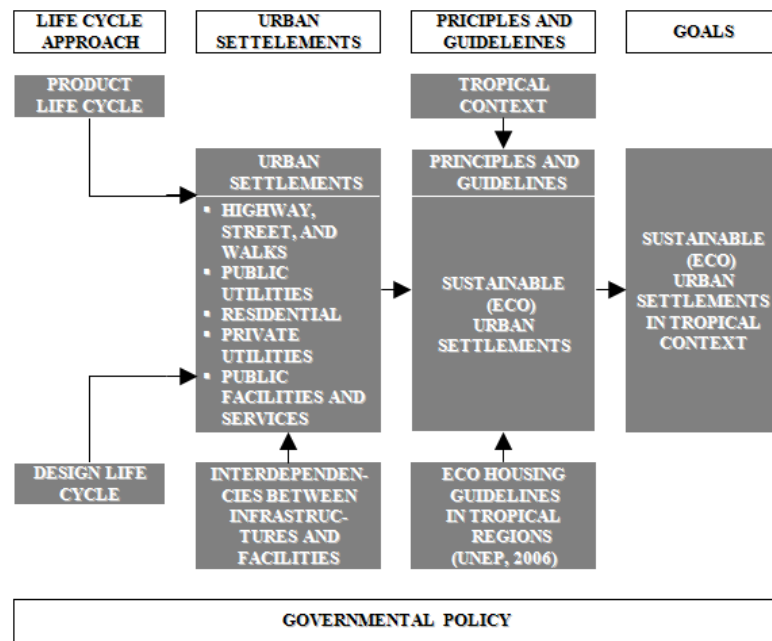 LIFE CYCLE
APPROACH
URBAN
SETTELEMENTS
PRICIPLES AND
GUIDELEINES
GOALS
PRODUCT
LIFE CYCLE
TROPICAL
CONTEXT
URBAN
SETTLEMENTS
▪ HIGHWAY,
STREET, AND
WALKS
▪ PUBLIC
UTILITIES
▪ RESIDENTIAL
▪ PRIVATE
UTILITIES
▪ PUBLIC
FACILITIES AND
SERVICES
PRINCIPLES AND
GUIDELINES
SUSTAINABLE
(ECO)
URBAN
SETTLEMENTS
SUSTAINABLE
(ECO)
URBAN
SETTLEMENTS
IN TROPICAL
CONTEXT
DESIGN LIFE
CYCLE
INTERDEPENDEN-
CIES BETWEEN
INFRASTRUC-
TURES AND
FACILITIES
ECO HOUSING
GUIDELINES
IN TROPICAL
REGIONS
(UNEP, 2006)
GOVERNMENTAL POLICY